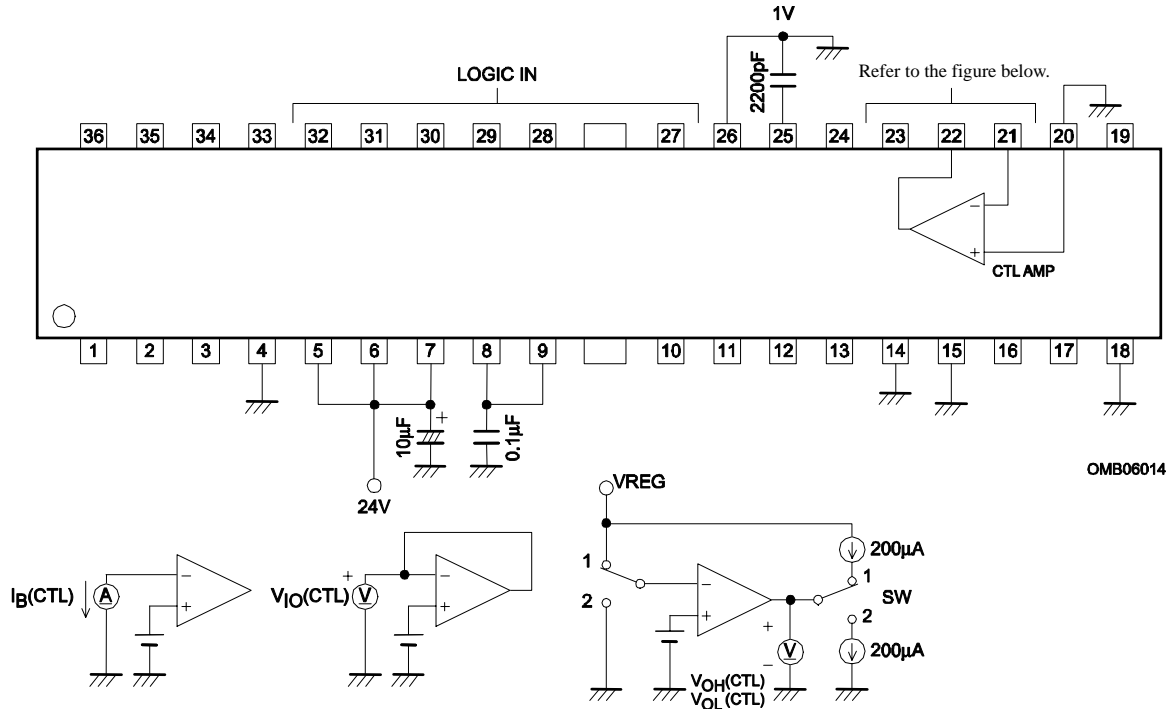 1V
LOGIC IN
2200pF
Refer to the figure below.
36 35 34 33 32 31 30 29 28 27 26 25 24 23 22 21 20 19
−
+
CTL AMP
1 2 3 4 5 6 7 8 9 10 11 12 13 14 15 16 17 18
+
10µF
0.1µF
24V
OMB06014
VREG
200µA
1
1
2
SW
2
200µA
IB(CTL)
A
−
+
+
VIO(CTL)
V
−
+
−
+
+
V
−
VOH(CTL)
VOL(CTL)